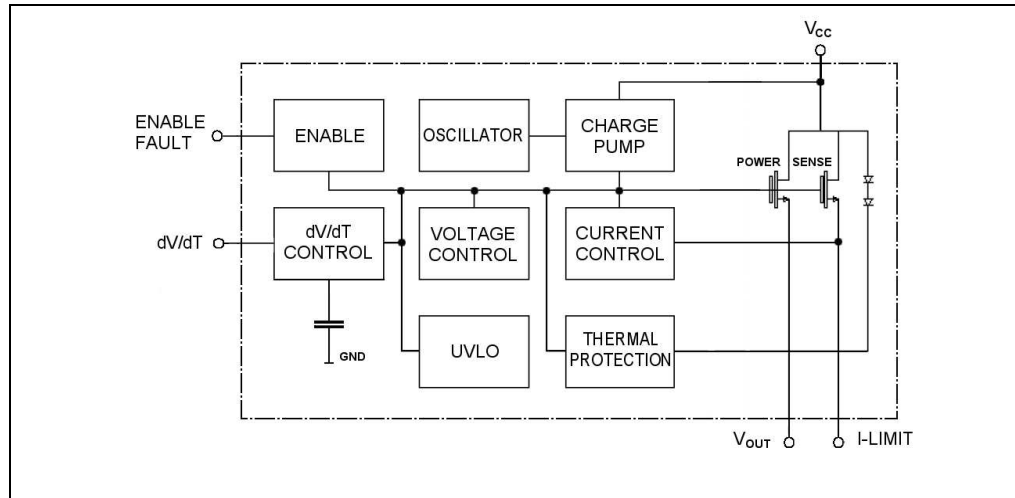 VCC
ENABLE
FAULT
ENABLE
OSCILLATOR
CHARGE
PUMP
POWER
SENSE
dV/dT
dV/dT
CONTROL
VOLTAGE
CONTROL
CURRENT
CONTROL
GND
UVLO
THERMAL
PROTECTION
VOUT
I-LIMIT